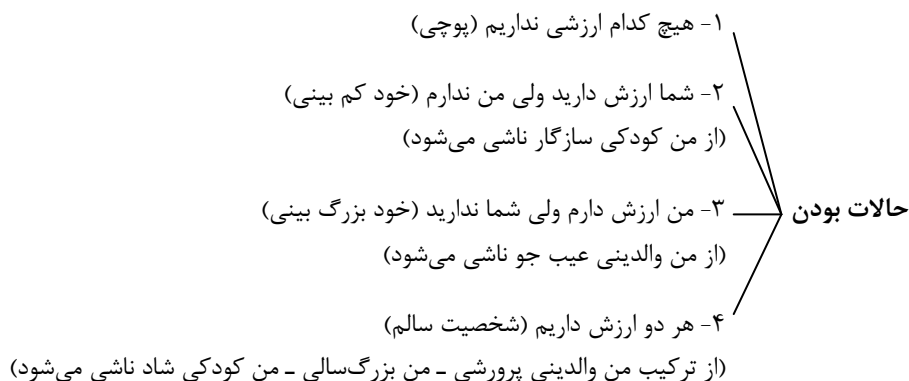 حالات بودن
۱- هیچ کدام ارزشی نداریم (پوچی)
۲- شما ارزش دارید ولی من ندارم (خود کم بینی)
(از من کودکی سازگار ناشی می‌شود)
۳- من ارزش دارم ولی شما ندارید (خود بزرگ بینی)
(از من والدینی عیب جو ناشی می‌شود)
۴- هر دو ارزش داریم (شخصیت سالم)
(از ترکیب من والدینی پرورشی ـ من بزرگ‌سالی ـ من کودکی شاد ناشی می‌شود)